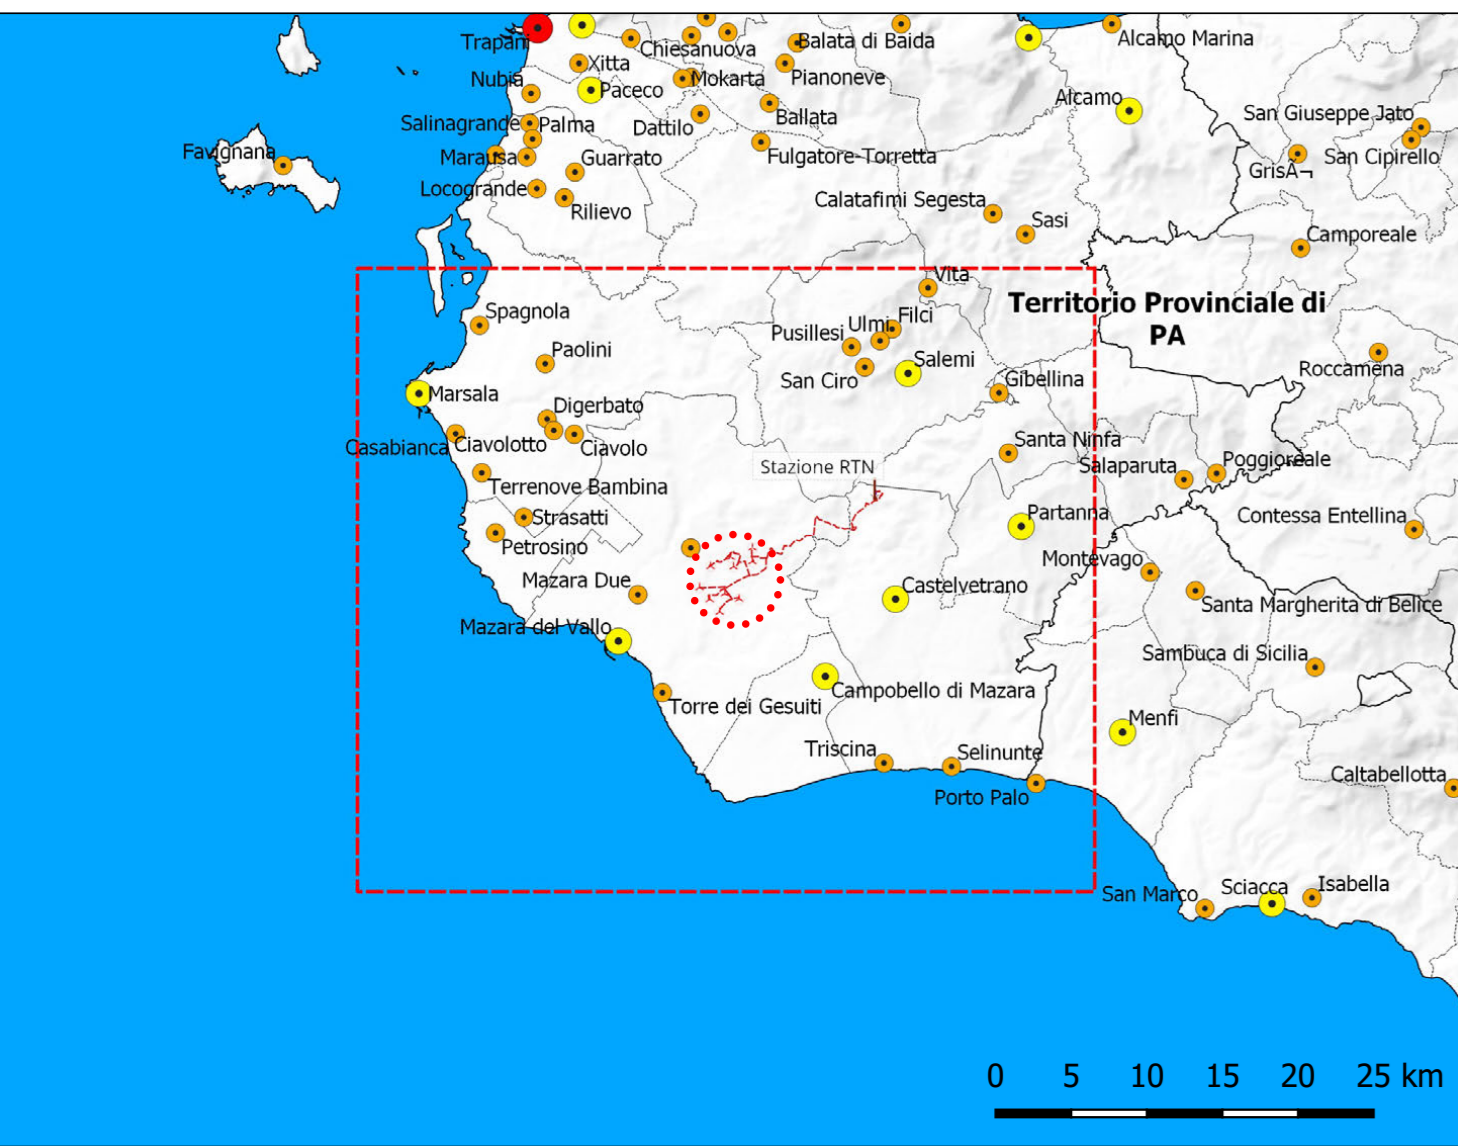 Trapani
Chiesanuova
Balata di Baida
Alcamo Marina
Xitta
Nubia
Paceco
Mokarta
Pianoneve
Alcamo
San Giuseppe Jato
Salinagrande
Palma
Dattilo
Ballata
Favignana
Marausa
Guarrato
Fulgatore-Torretta
GrisÃ¬
San Cipirello
Locogrande
Rilievo
Calatafimi Segesta
Sasi
Camporeale
Vita
Territorio Provinciale di
PA
Spagnola
Pusillesi
Ulmi
Filci
Paolini
San Ciro
Salemi
Gibellina
Roccamena
Marsala
Digerbato
Casabianca
Ciavolotto
Ciavolo
Santa Ninfa
Salaparuta
Poggioreale
Stazione RTN
Terrenove Bambina
Strasatti
Petrosino
Partanna
Contessa Entellina
Montevago
Mazara Due
Castelvetrano
Santa Margherita di Belice
Mazara del Vallo
Sambuca di Sicilia
Torre dei Gesuiti
Campobello di Mazara
Menfi
Triscina
Selinunte
Porto Palo
Caltabellotta
San Marco
Sciacca
Isabella
0 5 10 15 20 25 km